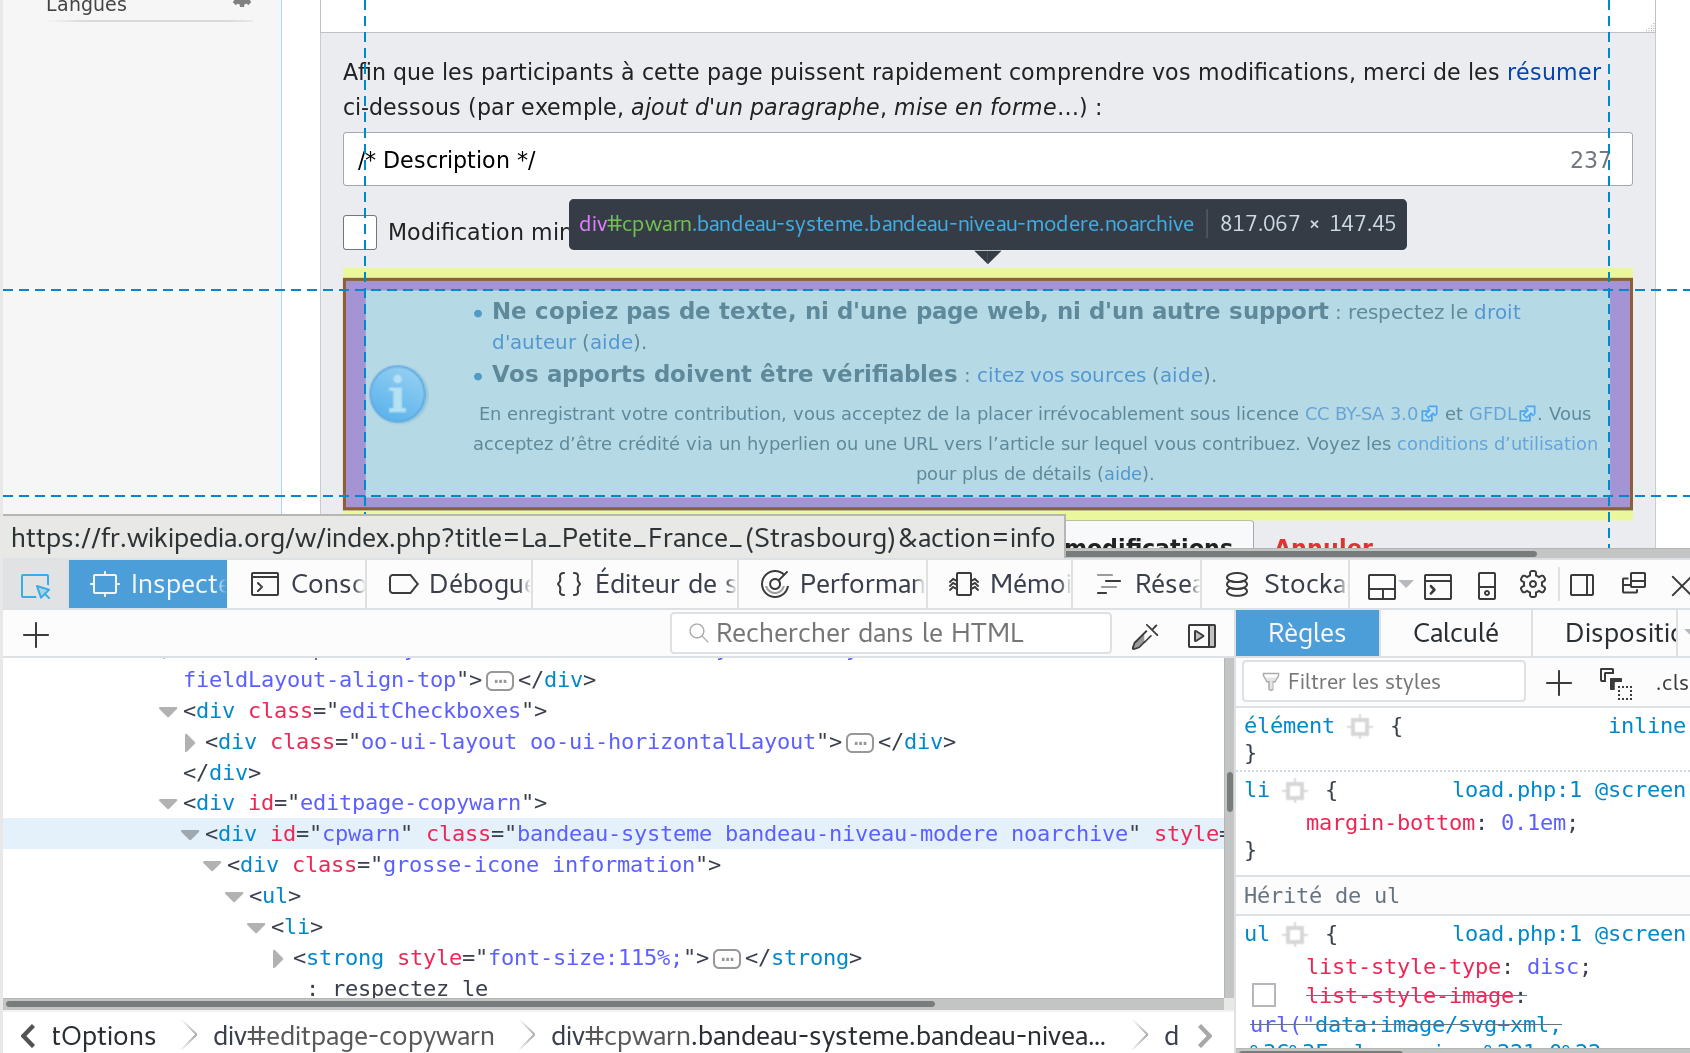 Langues
Afin que les participants à cette page puissent rapidement comprendre vos modifications, merci de les résumer
ci-dessous (par exemple, ajout d'un paragraphe, mise en forme…) :
/* Description */ 237
Modification min
div#cpwarn.bandeau-systeme.bandeau-niveau-modere.noarchive 817.067 × 147.45
• Ne copiez pas de texte, ni d'une page web, ni d'un autre support : respectez le droit
d'auteur (aide).
• Vos apports doivent être vérifiables : citez vos sources (aide).
En enregistrant votre contribution, vous acceptez de la placer irrévocablement sous licence CC BY-SA 3.0 et GFDL. Vous
acceptez d’être crédité via un hyperlien ou une URL vers l’article sur lequel vous contribuez. Voyez les conditions d’utilisation
pour plus de détails (aide).
modifications Annuler
https://fr.wikipedia.org/w/index.php?title=La_Petite_France_(Strasbourg)&action=info
Inspecte Conso Débogue {} Éditeur de s Performan Mémoi Résea Stocka
+ Rechercher dans le HTML
Règles Calculé Dispositic
Filtrer les styles + .cls
fieldLayout-align-top">…</div>
<div class="editCheckboxes">
<div class="oo-ui-layout oo-ui-horizontalLayout">…</div>
</div>
<div id="editpage-copywarn">
<div id="cpwarn" class="bandeau-systeme bandeau-niveau-modere noarchive" style=
<div class="grosse-icone information">
<ul>
<li>
<strong style="font-size:115%;">…</strong>
: respectez le
élément { inline
}
li { load.php:1 @screen
margin-bottom: 0.1em;
}
Hérité de ul
ul { load.php:1 @screen
list-style-type: disc;
list-style-image:
url("data:image/svg+xml,
tOptions div#editpage-copywarn div#cpwarn.bandeau-systeme.bandeau-nivea... d